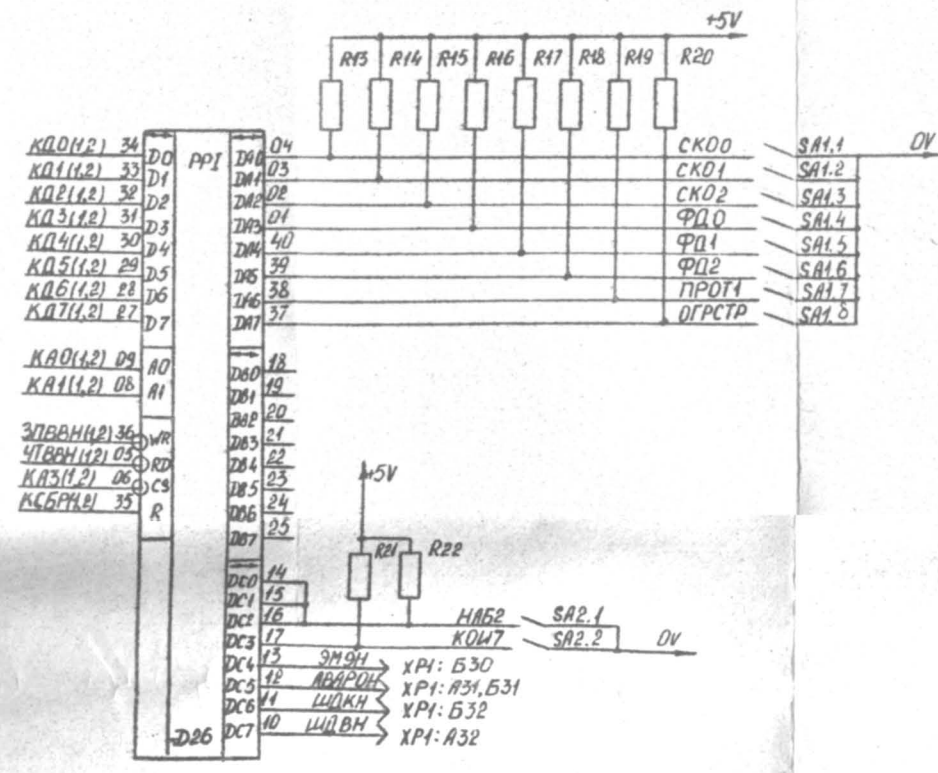 +5V
R13 R14 R15 R16 R17 R18 R19 R20
КД0(1,2) 34 D0 PPI DA0 04 СК00 SA1.1 0V
КД1(1,2) 33 D1 DA1 03 СК01 SA1.2
КД2(1,2) 32 D2 DA2 02 СК02 SA1.3
КД3(1,2) 31 D3 DA3 01 ФД0 SA1.4
КД4(1,2) 30 D4 DA4 40 ФД1 SA1.5
КД5(1,2) 29 D5 DA5 39 ФД2 SA1.6
КД6(1,2) 28 D6 DA6 38 ПРОТ1 SA1.7
КД7(1,2) 27 D7 DA7 37 ОГРСТР SA1.8
КА0(1,2) 09 A0 DB0 18
КА1(1,2) 08 A1 DB1 19
DB2 20
ЗПВВН(1,2) 36 WR DB3 21
ЧТВВН(1,2) 05 RD DB4 22
КА3(1,2) 06 CS DB5 23
КСБР(1,2) 35 R DB6 24
DB7 25
+5V
R21 R22
DC0 14
DC1 15
DC2 16 НАБ2 SA2.1
DC3 17 КОИ7 SA2.2 0V
DC4 13 ЭМЭН XP1: Б30
DC5 12 АВАРОН XP1: А31,Б31
DC6 11 ШДКН XP1: Б32
D26 DC7 10 ШДВН XP1: А32